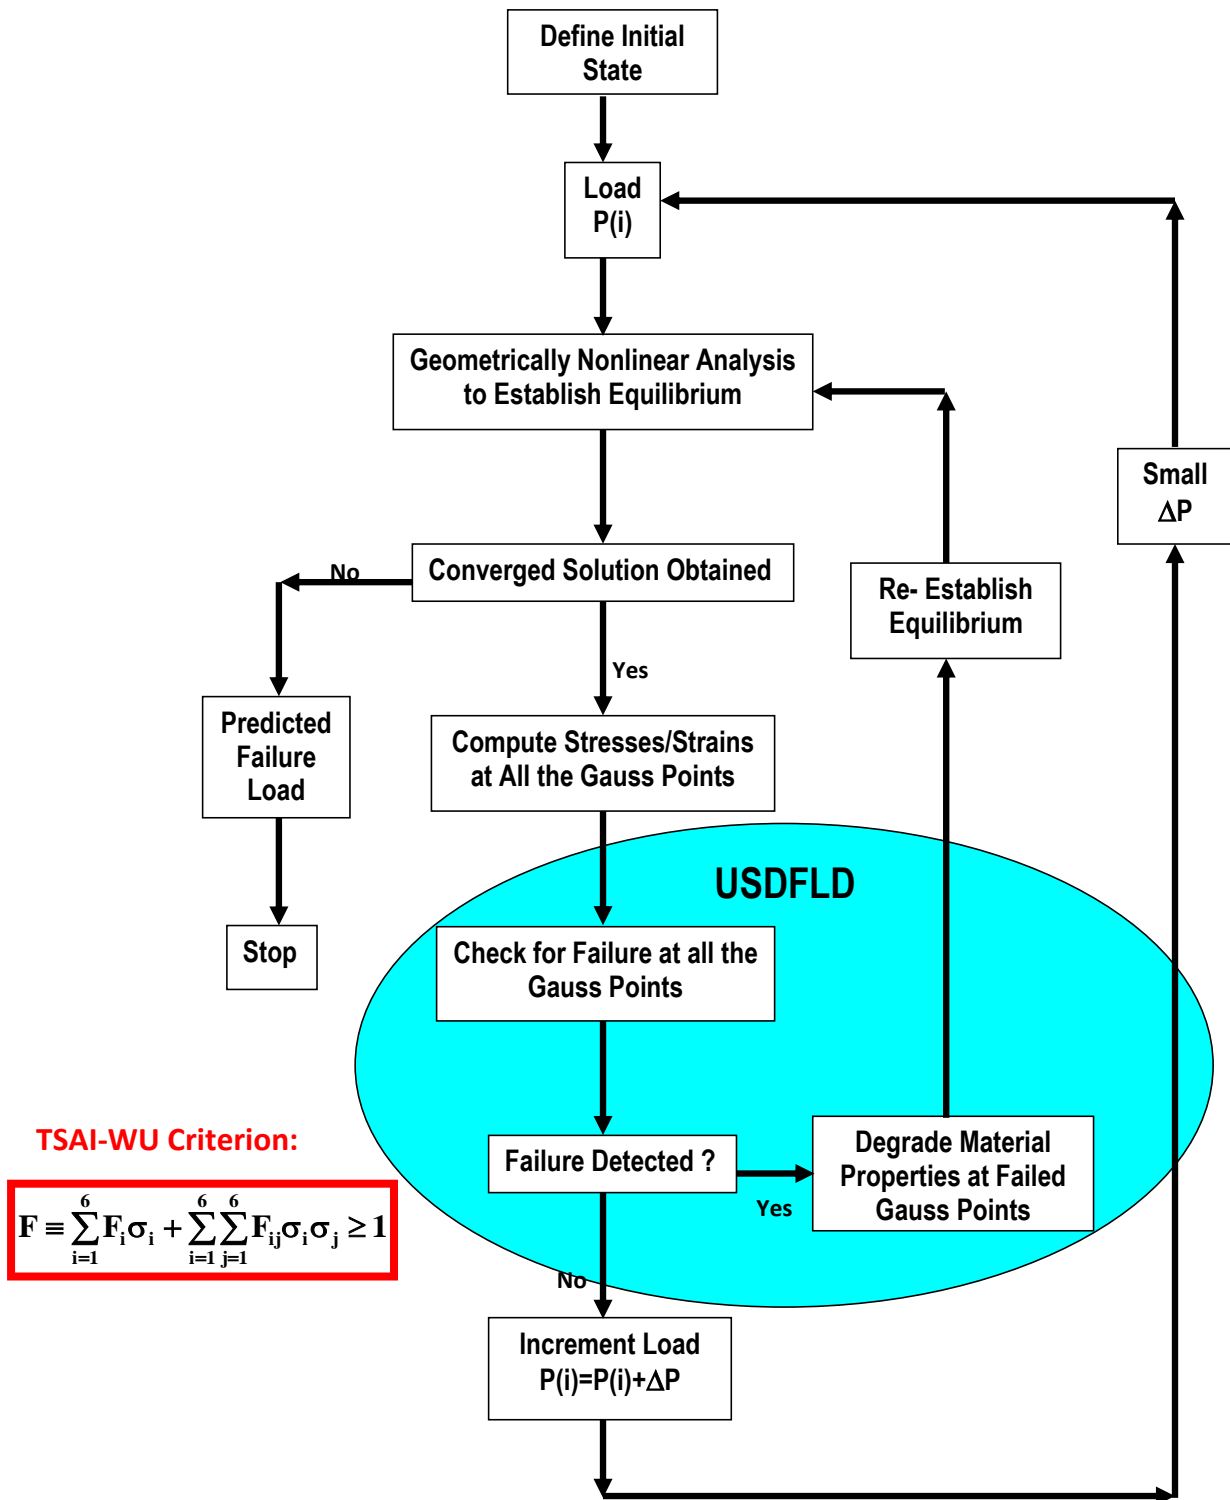 Define Initial
State
Load
P(i)
Geometrically Nonlinear Analysis
to Establish Equilibrium
Small
ΔP
No
Converged Solution Obtained
Re- Establish
Equilibrium
Yes
Predicted
Failure
Load
Compute Stresses/Strains
at All the Gauss Points
USDFLD
Stop
Check for Failure at all the
Gauss Points
TSAI-WU Criterion:
F ≡ ∑_{i=1}^{6} F_i σ_i + ∑_{i=1}^{6} ∑_{j=1}^{6} F_{ij} σ_i σ_j ≥ 1
Failure Detected ?
Yes
Degrade Material
Properties at Failed
Gauss Points
No
Increment Load
P(i)=P(i)+ΔP